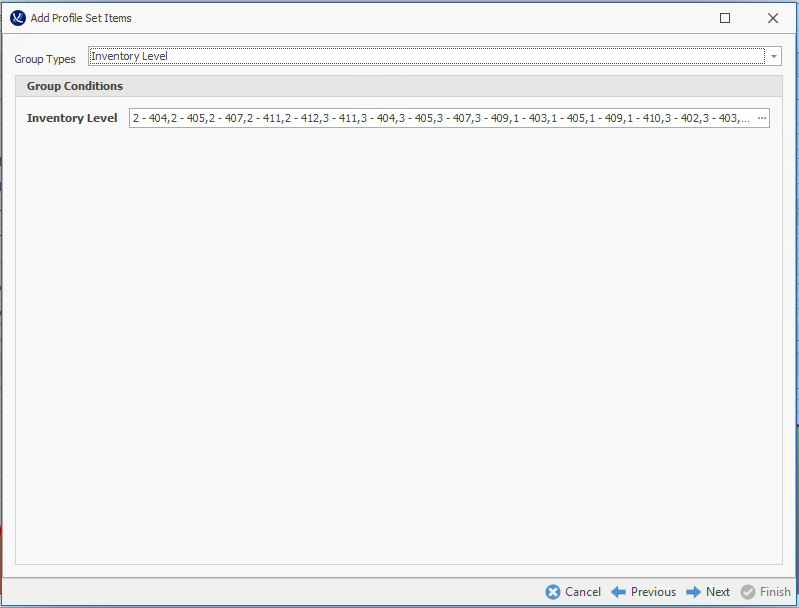 Add Profile Set Items
Group Types Inventory Level
Group Conditions
Inventory Level 2 - 404,2 - 405,2 - 407,2 - 411,2 - 412,3 - 411,3 - 404,3 - 405,3 - 407,3 - 409,1 - 403,1 - 405,1 - 409,1 - 410,3 - 402,3 - 403,... ...
Cancel Previous Next Finish